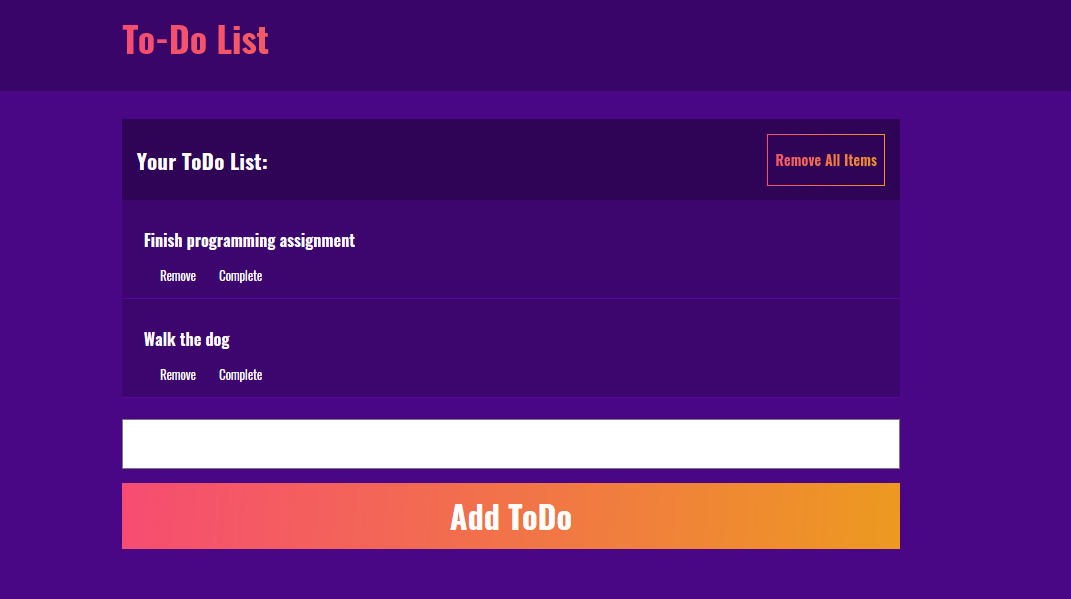 To-Do List
Your ToDo List:
Remove All Items
Finish programming assignment
Remove Complete
Walk the dog
Remove Complete
Add ToDo